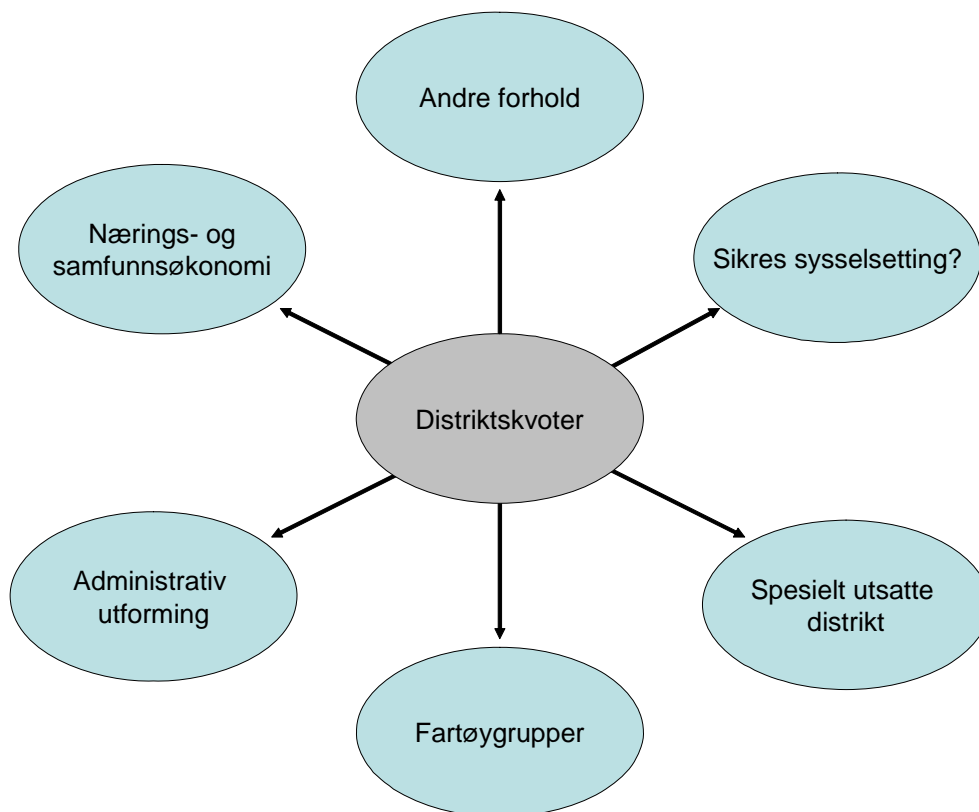 Andre forhold
Nærings- og
samfunnsøkonomi
Sikres sysselsetting?
Distriktskvoter
Administrativ
utforming
Spesielt utsatte
distrikt
Fartøygrupper